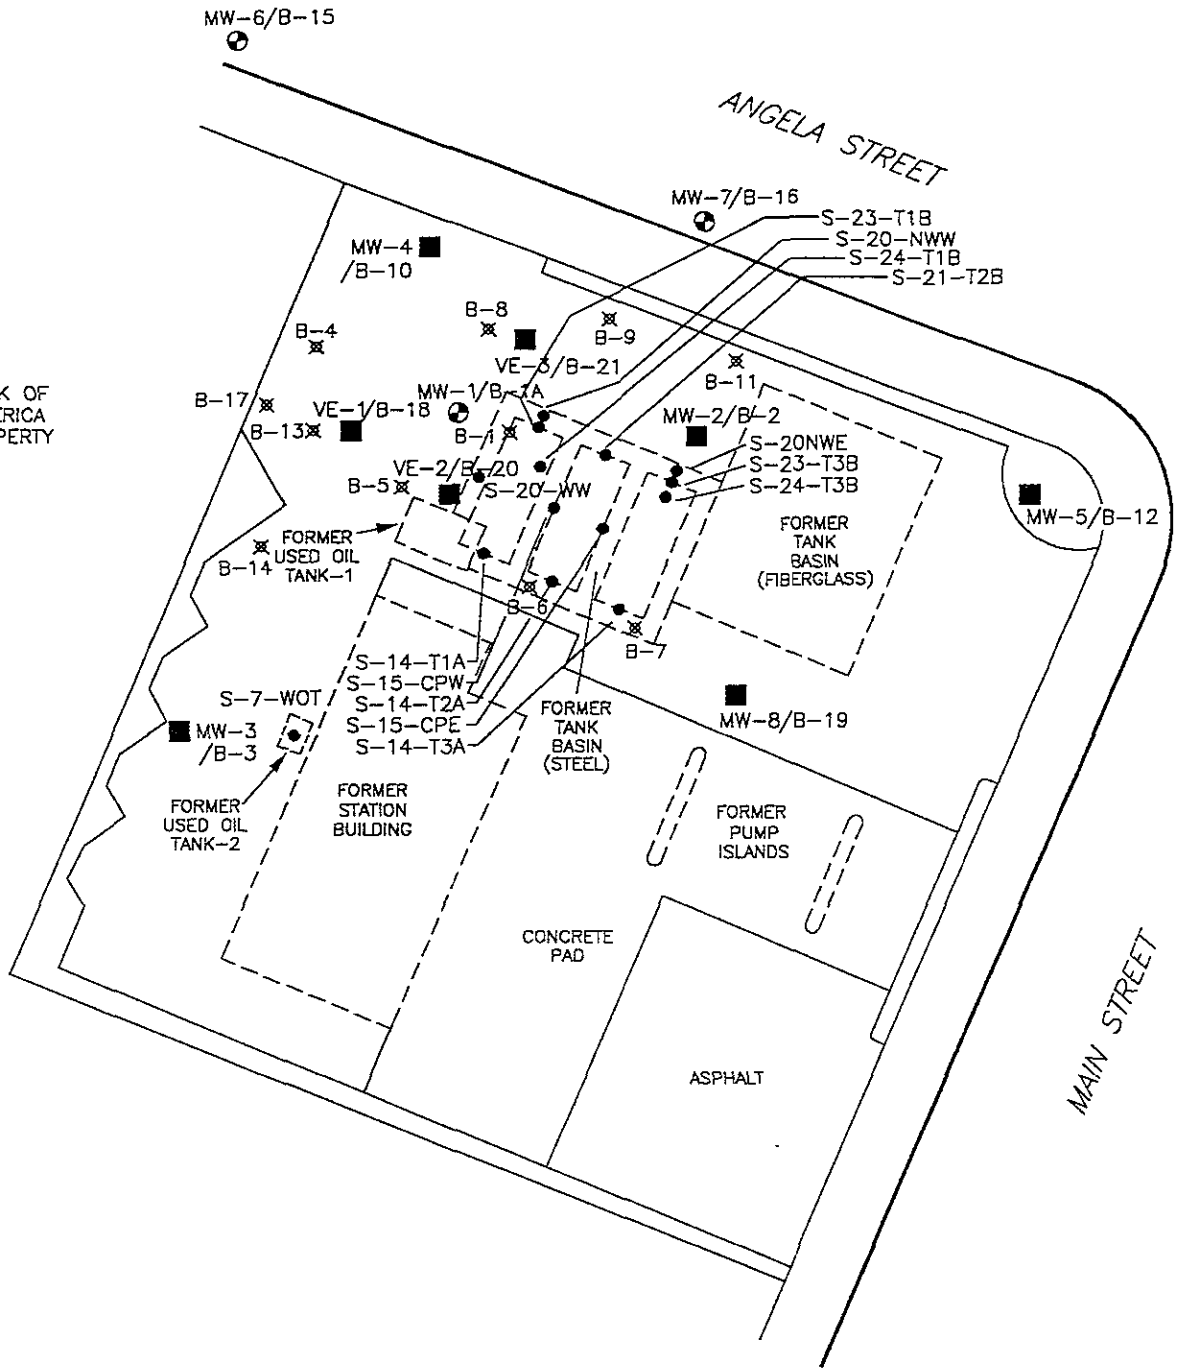 MW-6/B-15
ANGELA STREET
MW-7/B-16
S-23-T1B
S-20-NWW
S-24-T1B
S-21-T2B
MW-4
/B-10
B-8
B-9
B-4
VE-3/B-21
B-11
K OF
ERICA
PERTY
B-17
MW-1/B-1A
VE-1/B-18
B-13
B-1
MW-2/B-2
S-20NWE
S-23-T3B
S-24-T3B
VE-2/B-20
B-5
S-20-WW
MW-5/B-12
FORMER
USED OIL
TANK-1
FORMER
TANK
BASIN
(FIBERGLASS)
B-14
B-6
B-7
S-14-T1A
S-15-CPW
S-14-T2A
S-15-CPE
S-14-T3A
S-7-WOT
MW-3
/B-3
FORMER
TANK
BASIN
(STEEL)
MW-8/B-19
FORMER
USED OIL
TANK-2
FORMER
STATION
BUILDING
FORMER
PUMP
ISLANDS
CONCRETE
PAD
ASPHALT
MAIN STREET